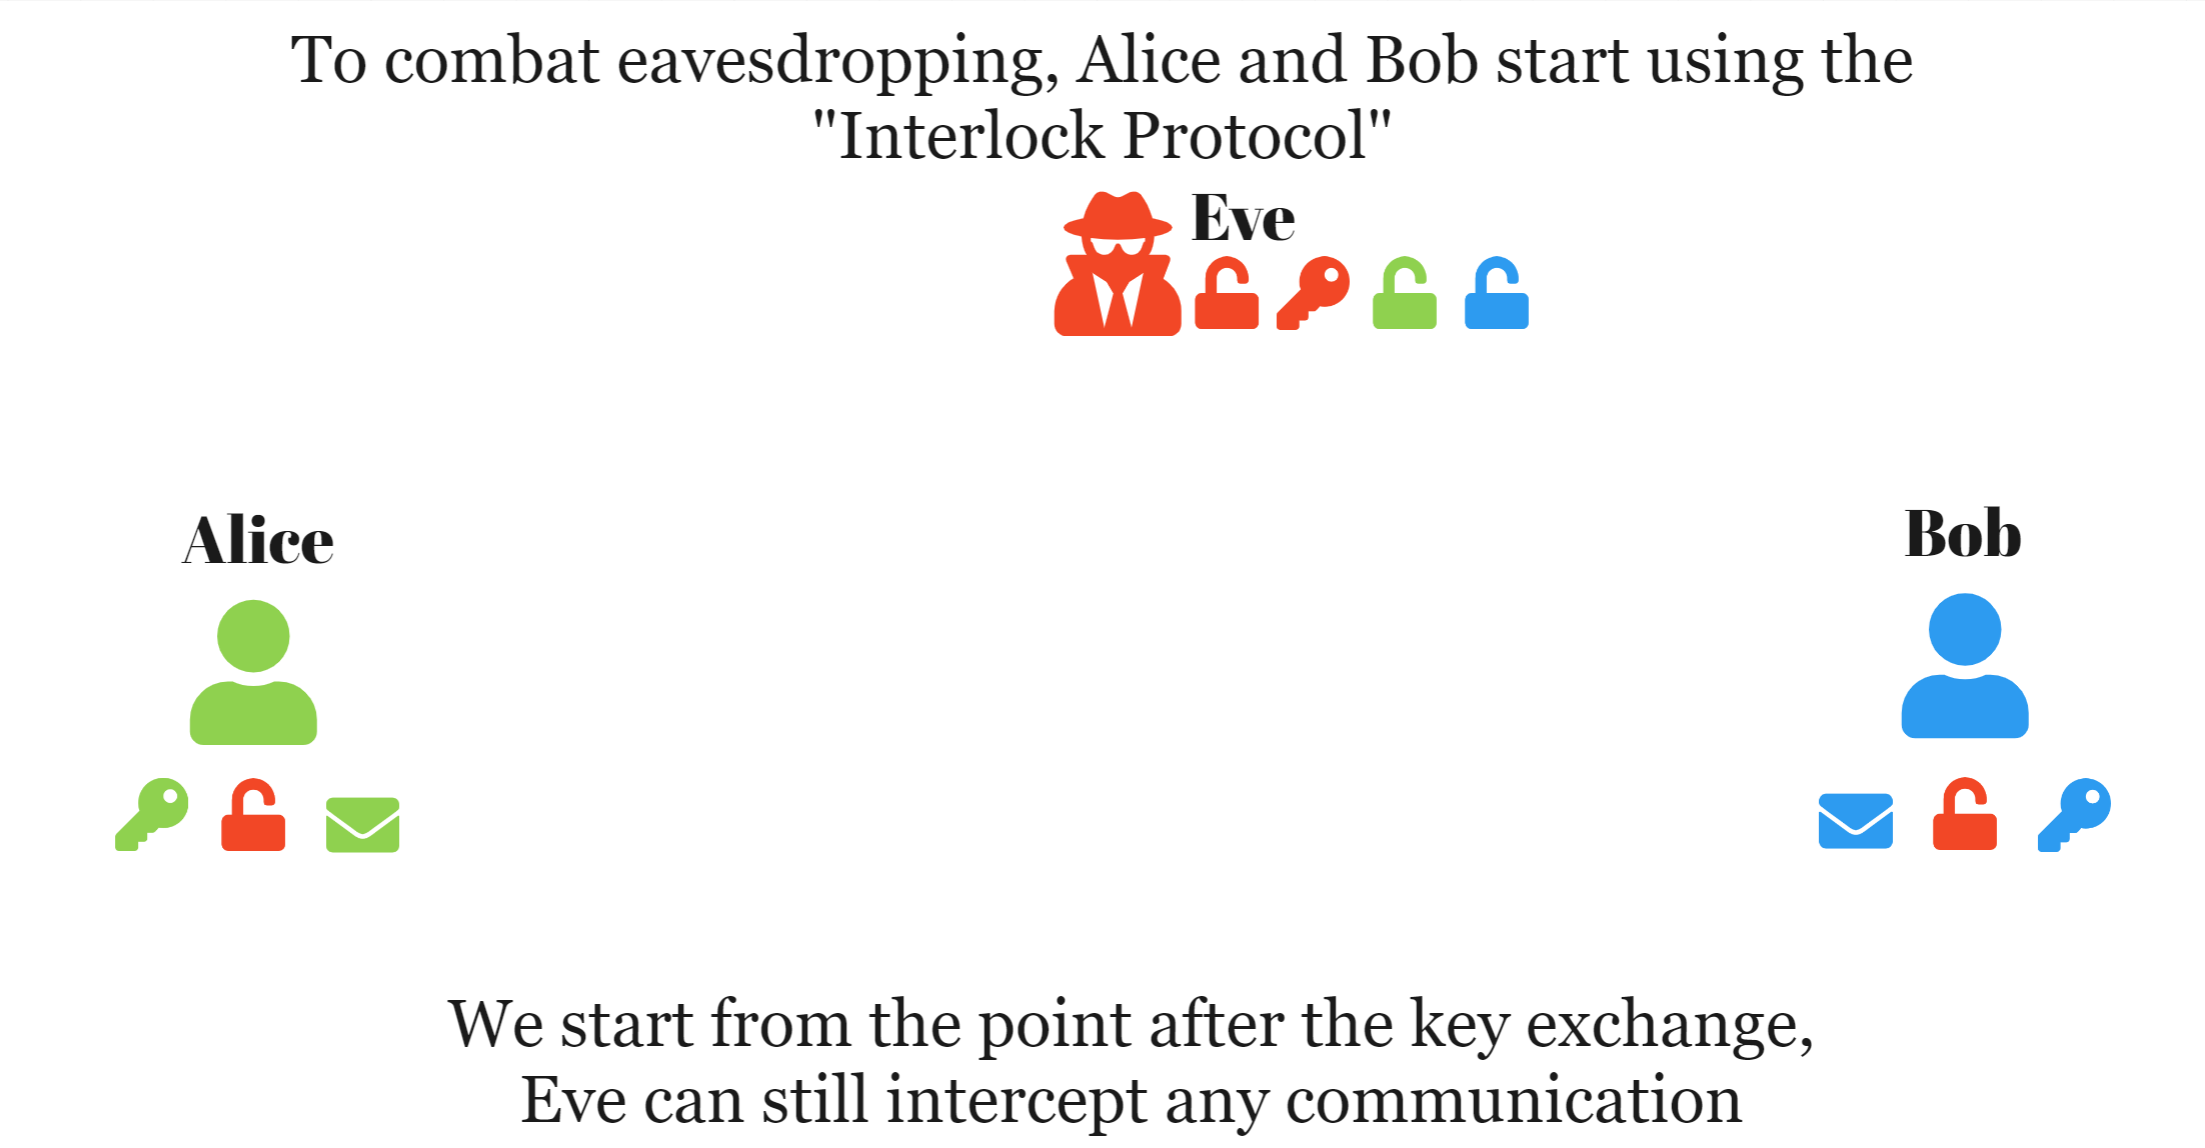 To combat eavesdropping, Alice and Bob start using the
"Interlock Protocol"
Eve
Alice
Bob
We start from the point after the key exchange,
Eve can still intercept any communication